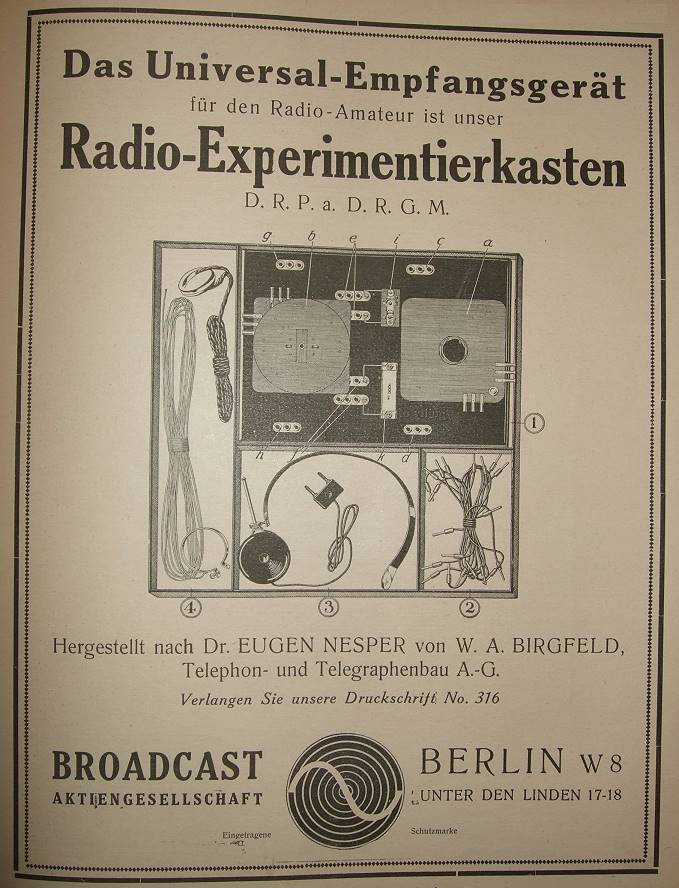 Das Universal-Empfangsgerät
für den Radio-Amateur ist unser
Radio-Experimentierkasten
D. R. P. a. D. R. G. M.
g b e i c a
h k d
1
4 3 2
Hergestellt nach Dr. EUGEN NESPER von W. A. BIRGFELD,
Telephon- und Telegraphenbau A.-G.
Verlangen Sie unsere Druckschrift No. 316
BROADCAST
AKTIENGESELLSCHAFT
BERLIN W 8
UNTER DEN LINDEN 17-18
Eingetragene Schutzmarke